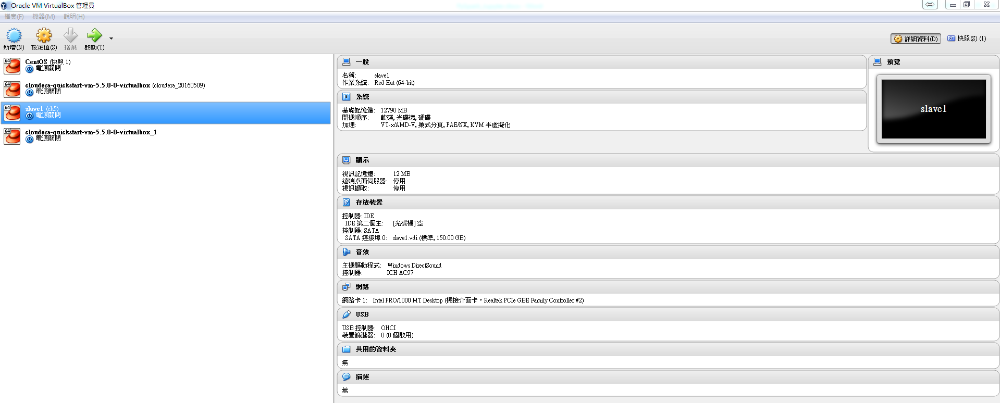 Oracle VM VirtualBox 管理員
檔案(F) 機器(M) 說明(H)
新增(N) 設定值(S) 捨棄 啟動(T)
詳細資料(D) 快照(S) (1)
64 CentOS (快照 1)
電源關閉
64 cloudera-quickstart-vm-5.5.0-0-virtualbox (cloudera_20160509)
電源關閉
64 slave1 (ch5)
電源關閉
64 cloudera-quickstart-vm-5.5.0-0-virtualbox_1
電源關閉
一般
名稱: slave1
作業系統: Red Hat (64-bit)
系統
基礎記憶體: 12790 MB
開機順序: 軟碟, 光碟機, 硬碟
加速: VT-x/AMD-V, 巢式分頁, PAE/NX, KVM 半虛擬化
預覽
slave1
顯示
視訊記憶體: 12 MB
遠端桌面伺服器: 停用
視訊擷取: 停用
存放裝置
控制器: IDE
IDE 第二個主: [光碟機] 空
控制器: SATA
SATA 連接埠 0: slave1.vdi (標準, 150.00 GB)
音效
主機驅動程式: Windows DirectSound
控制器: ICH AC97
網路
網路卡 1: Intel PRO/1000 MT Desktop (橋接介面卡，Realtek PCIe GBE Family Controller #2)
USB
USB 控制器: OHCI
裝置篩選器: 0 (0 個啟用)
共用的資料夾
無
描述
無